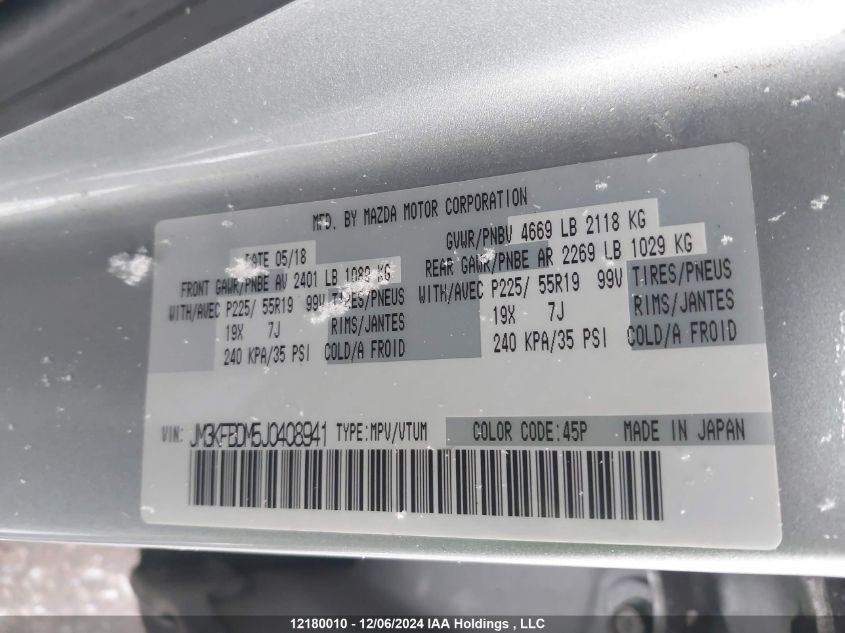 MFD. BY MAZDA MOTOR CORPORATION
DATE 05/18 GVWR/PNBV 4669 LB 2118 KG
FRONT GAWR/PNBE AV 2401 LB 1089 KG REAR GAWR/PNBE AR 2269 LB 1029 KG
WITH/AVEC P225/ 55R19 99V TIRES/PNEUS WITH/AVEC P225/ 55R19 99V TIRES/PNEUS
19X 7J RIMS/JANTES 19X 7J RIMS/JANTES
240 KPA/35 PSI COLD/A FROID 240 KPA/35 PSI COLD/A FROID
VIN: JM3KFBDM5J0408941 TYPE:MPV/VTUM COLOR CODE:45P MADE IN JAPAN
12180010 - 12/06/2024 IAA Holdings , LLC